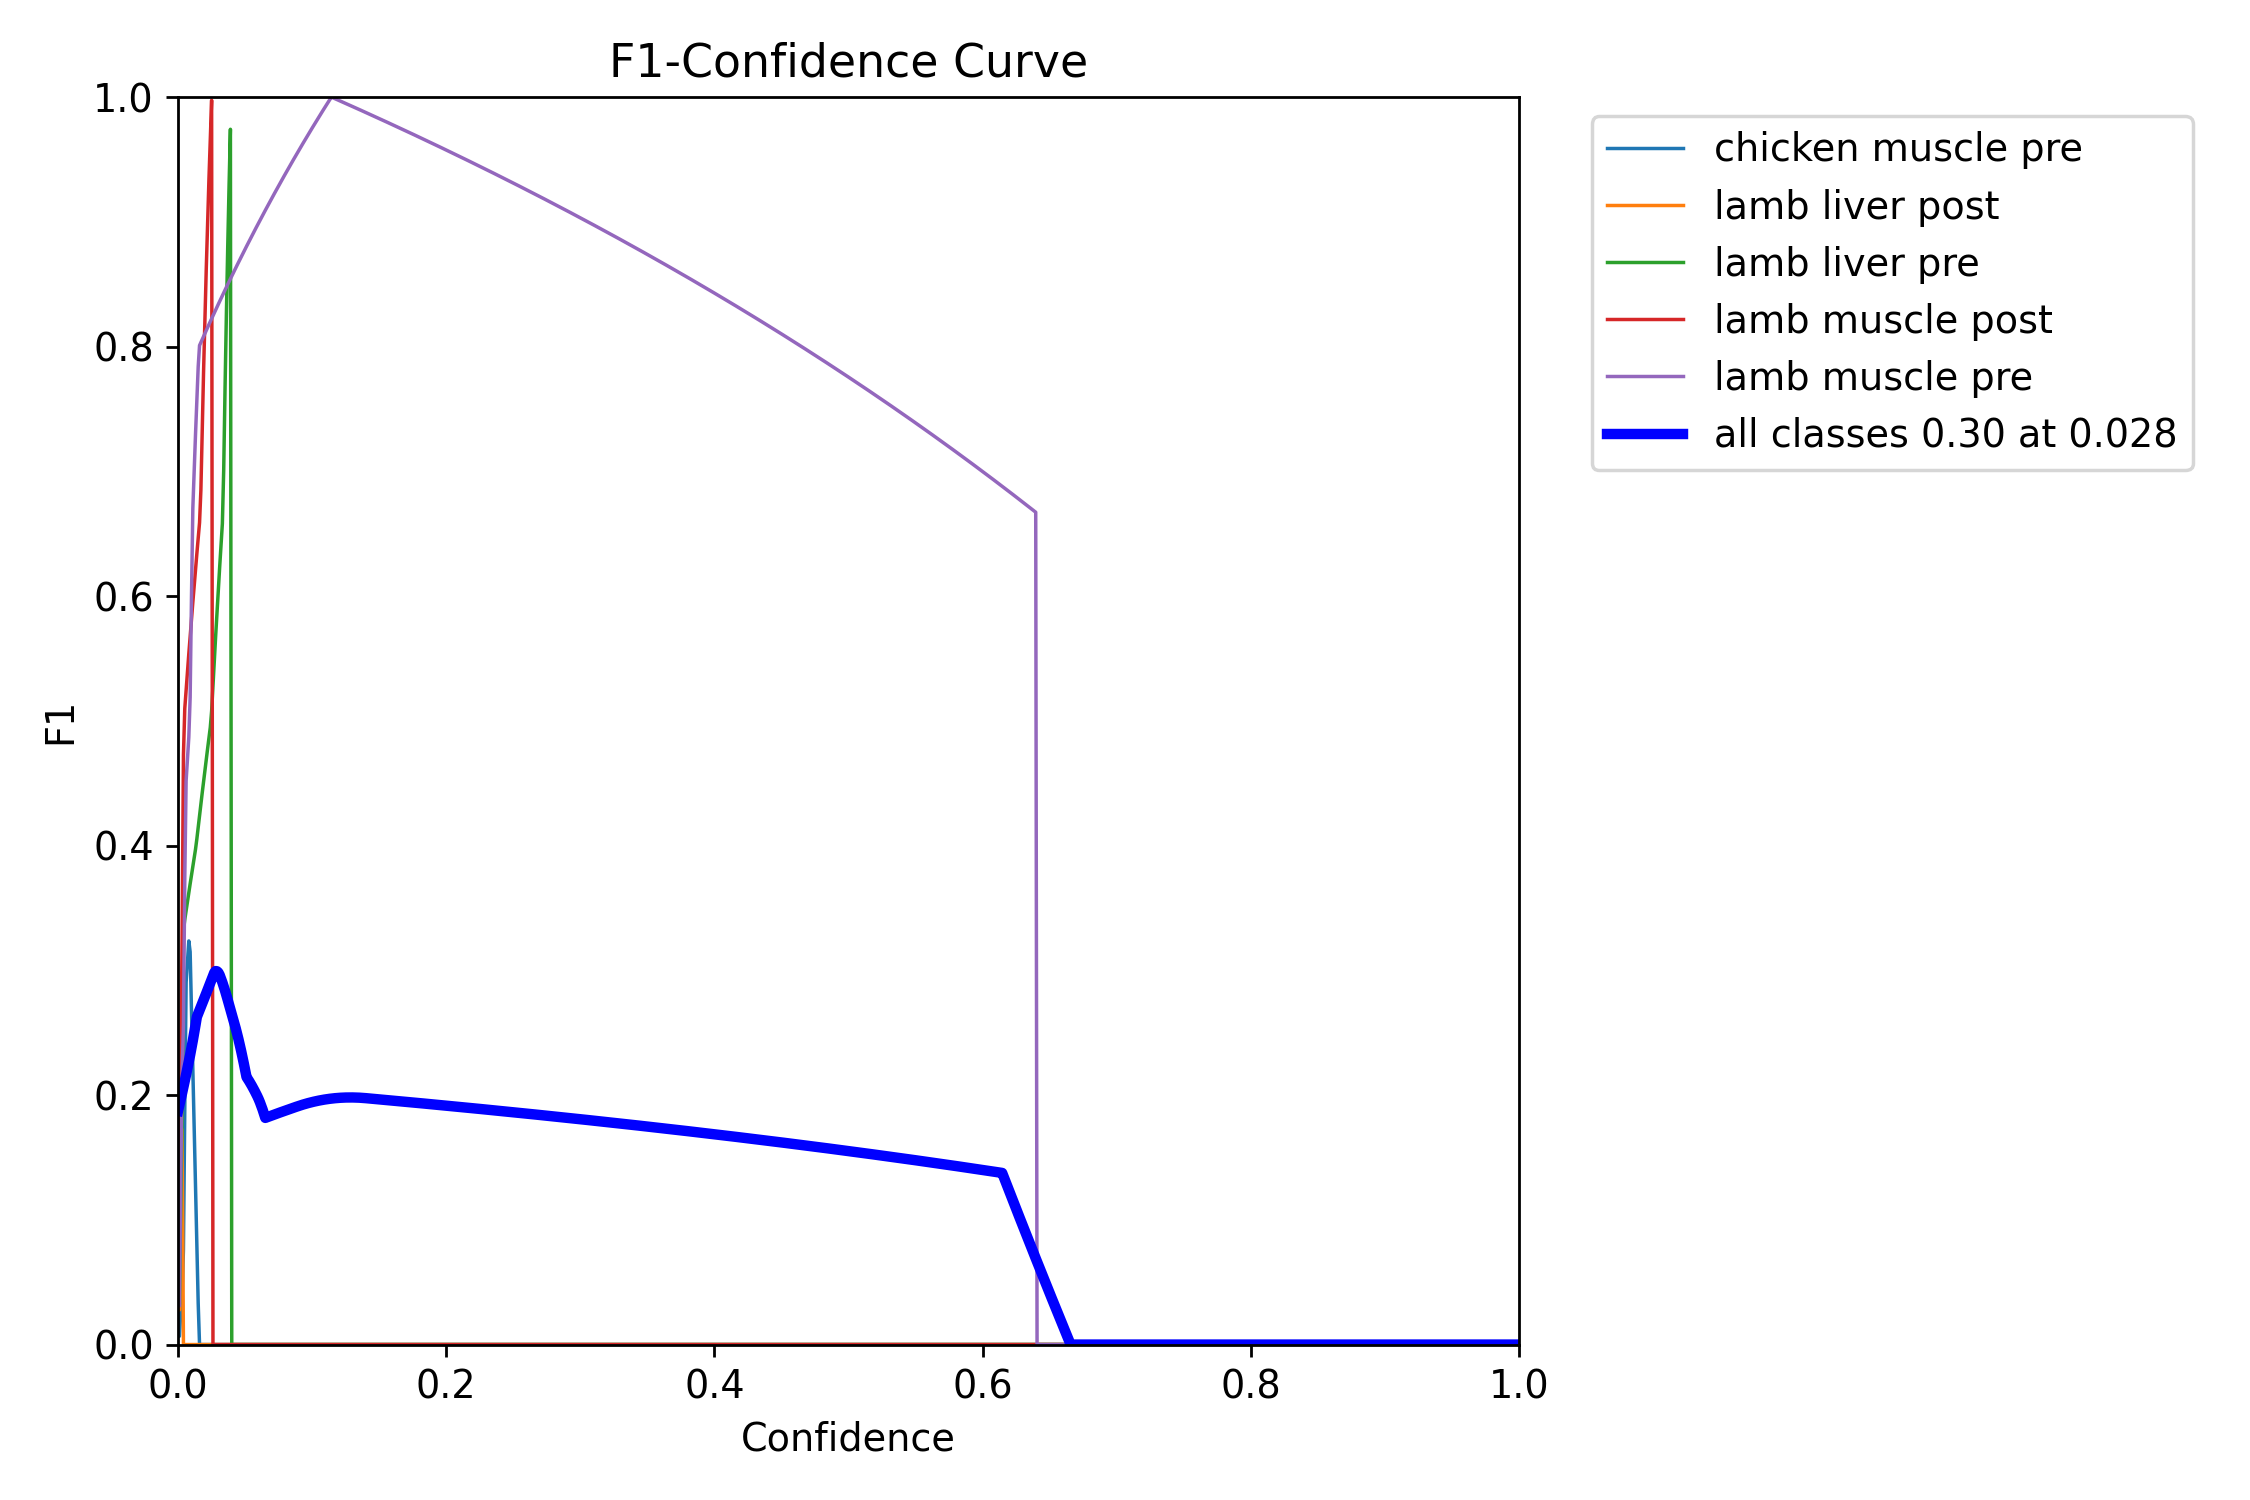 F1-Confidence Curve
1.0
0.8
0.6
0.4
0.2
0.0
F1
0.0 0.2 0.4 0.6 0.8 1.0
Confidence
chicken muscle pre
lamb liver post
lamb liver pre
lamb muscle post
lamb muscle pre
all classes 0.30 at 0.028